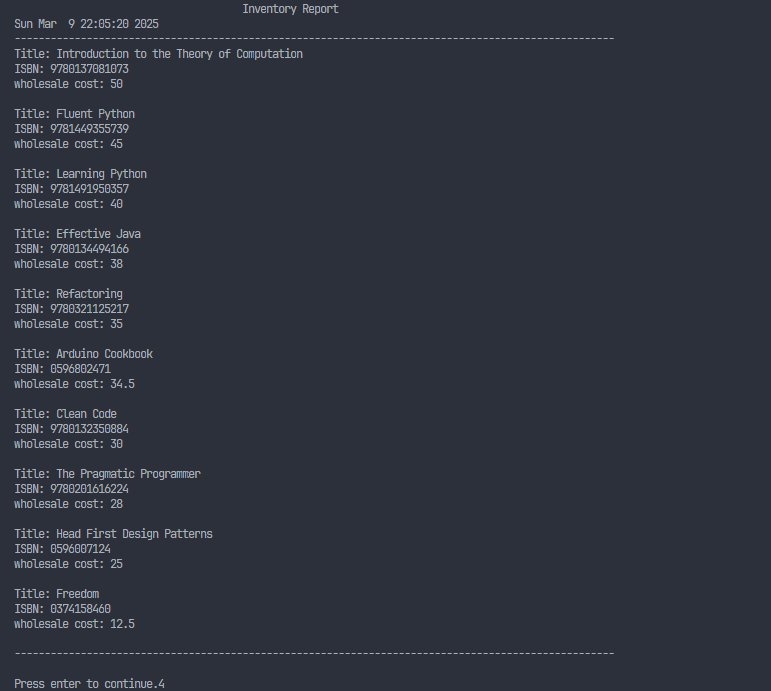 Inventory Report
Sun Mar  9 22:05:20 2025
----------------------------------------------------------------------------------------------------
Title: Introduction to the Theory of Computation
ISBN: 9780137081073
wholesale cost: 50
Title: Fluent Python
ISBN: 9781449355739
wholesale cost: 45
Title: Learning Python
ISBN: 9781491950357
wholesale cost: 40
Title: Effective Java
ISBN: 9780134494166
wholesale cost: 38
Title: Refactoring
ISBN: 9780321125217
wholesale cost: 35
Title: Arduino Cookbook
ISBN: 0596802471
wholesale cost: 34.5
Title: Clean Code
ISBN: 9780132350884
wholesale cost: 30
Title: The Pragmatic Programmer
ISBN: 9780201616224
wholesale cost: 28
Title: Head First Design Patterns
ISBN: 0596007124
wholesale cost: 25
Title: Freedom
ISBN: 0374158460
wholesale cost: 12.5
----------------------------------------------------------------------------------------------------
Press enter to continue.4